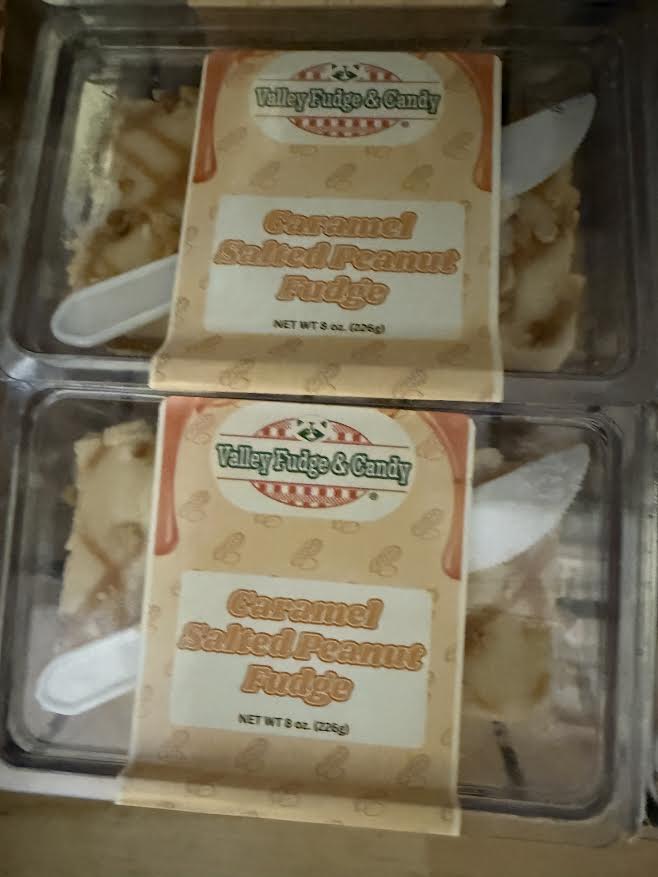 Valley Fudge & Candy
®
Caramel
Salted Peanut
Fudge
NET WT 8 oz. (226g)
Valley Fudge & Candy
®
Caramel
Salted Peanut
Fudge
NET WT 8 oz. (226g)